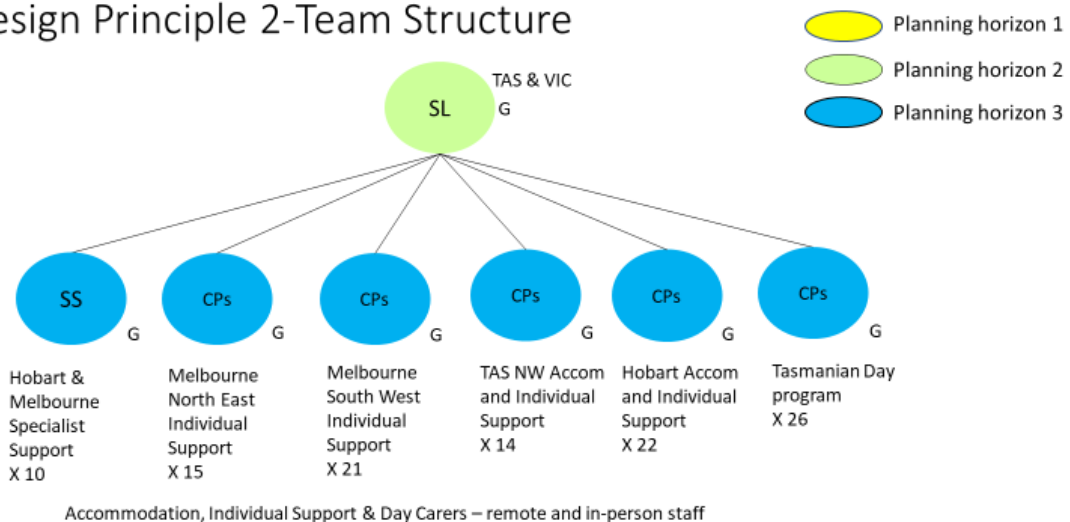 esign Principle 2-Team Structure
Planning horizon 1
Planning horizon 2
Planning horizon 3
TAS & VIC
SL
G
SS
G
CPs
G
CPs
G
CPs
G
CPs
G
CPs
G
Hobart &
Melbourne
Specialist
Support
X 10
Melbourne
North East
Individual
Support
X 15
Melbourne
South West
Individual
Support
X 21
TAS NW Accom
and Individual
Support
X 14
Hobart Accom
and Individual
Support
X 22
Tasmanian Day
program
X 26
Accommodation, Individual Support & Day Carers – remote and in-person staff